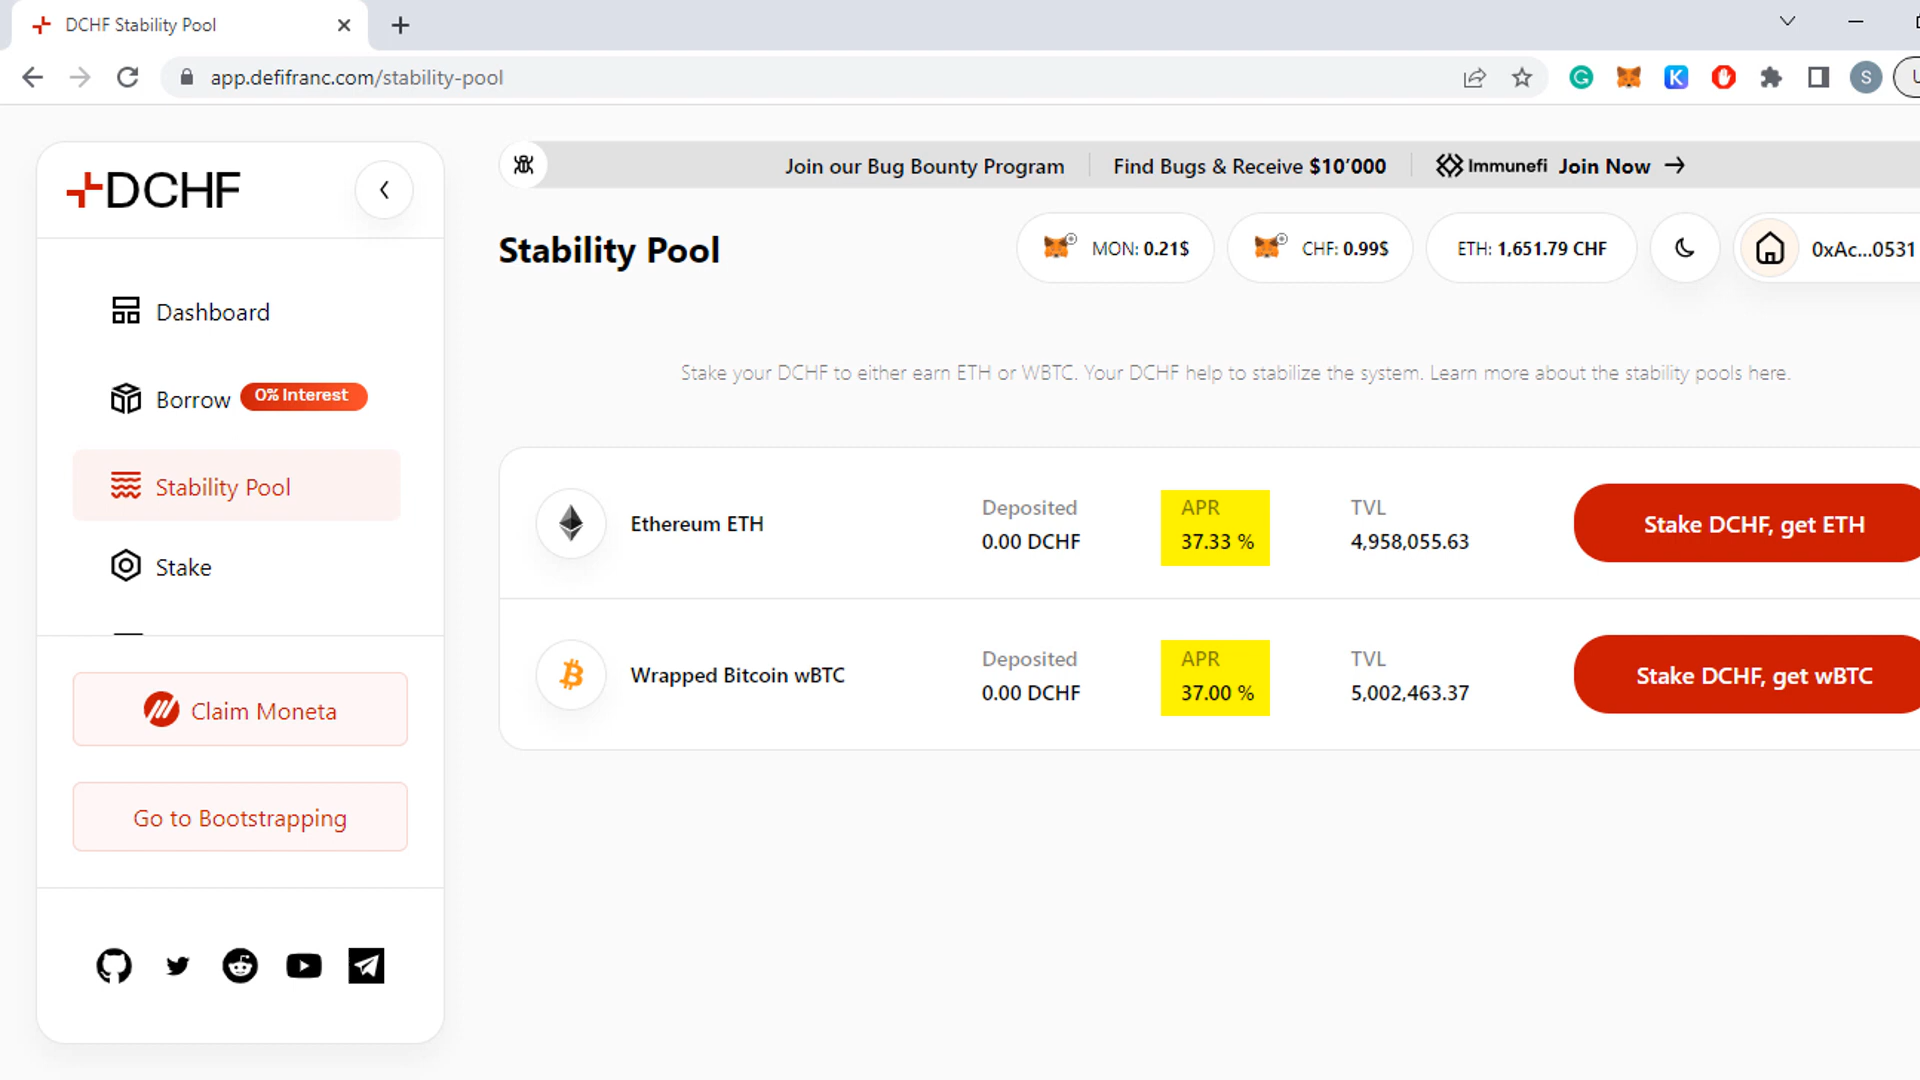 DCHF Stability Pool
app.defifranc.com/stability-pool
S
DCHF
Join our Bug Bounty Program
Find Bugs & Receive $10’000
Immunefi Join Now →
Stability Pool
MON: 0.21$
CHF: 0.99$
ETH: 1,651.79 CHF
0xAc...0531
Dashboard
Borrow 0% Interest
Stability Pool
Stake
Claim Moneta
Go to Bootstrapping
Stake your DCHF to either earn ETH or WBTC. Your DCHF help to stabilize the system. Learn more about the stability pools here.
Ethereum ETH
Deposited
0.00 DCHF
APR
37.33 %
TVL
4,958,055.63
Stake DCHF, get ETH
Wrapped Bitcoin wBTC
Deposited
0.00 DCHF
APR
37.00 %
TVL
5,002,463.37
Stake DCHF, get wBTC